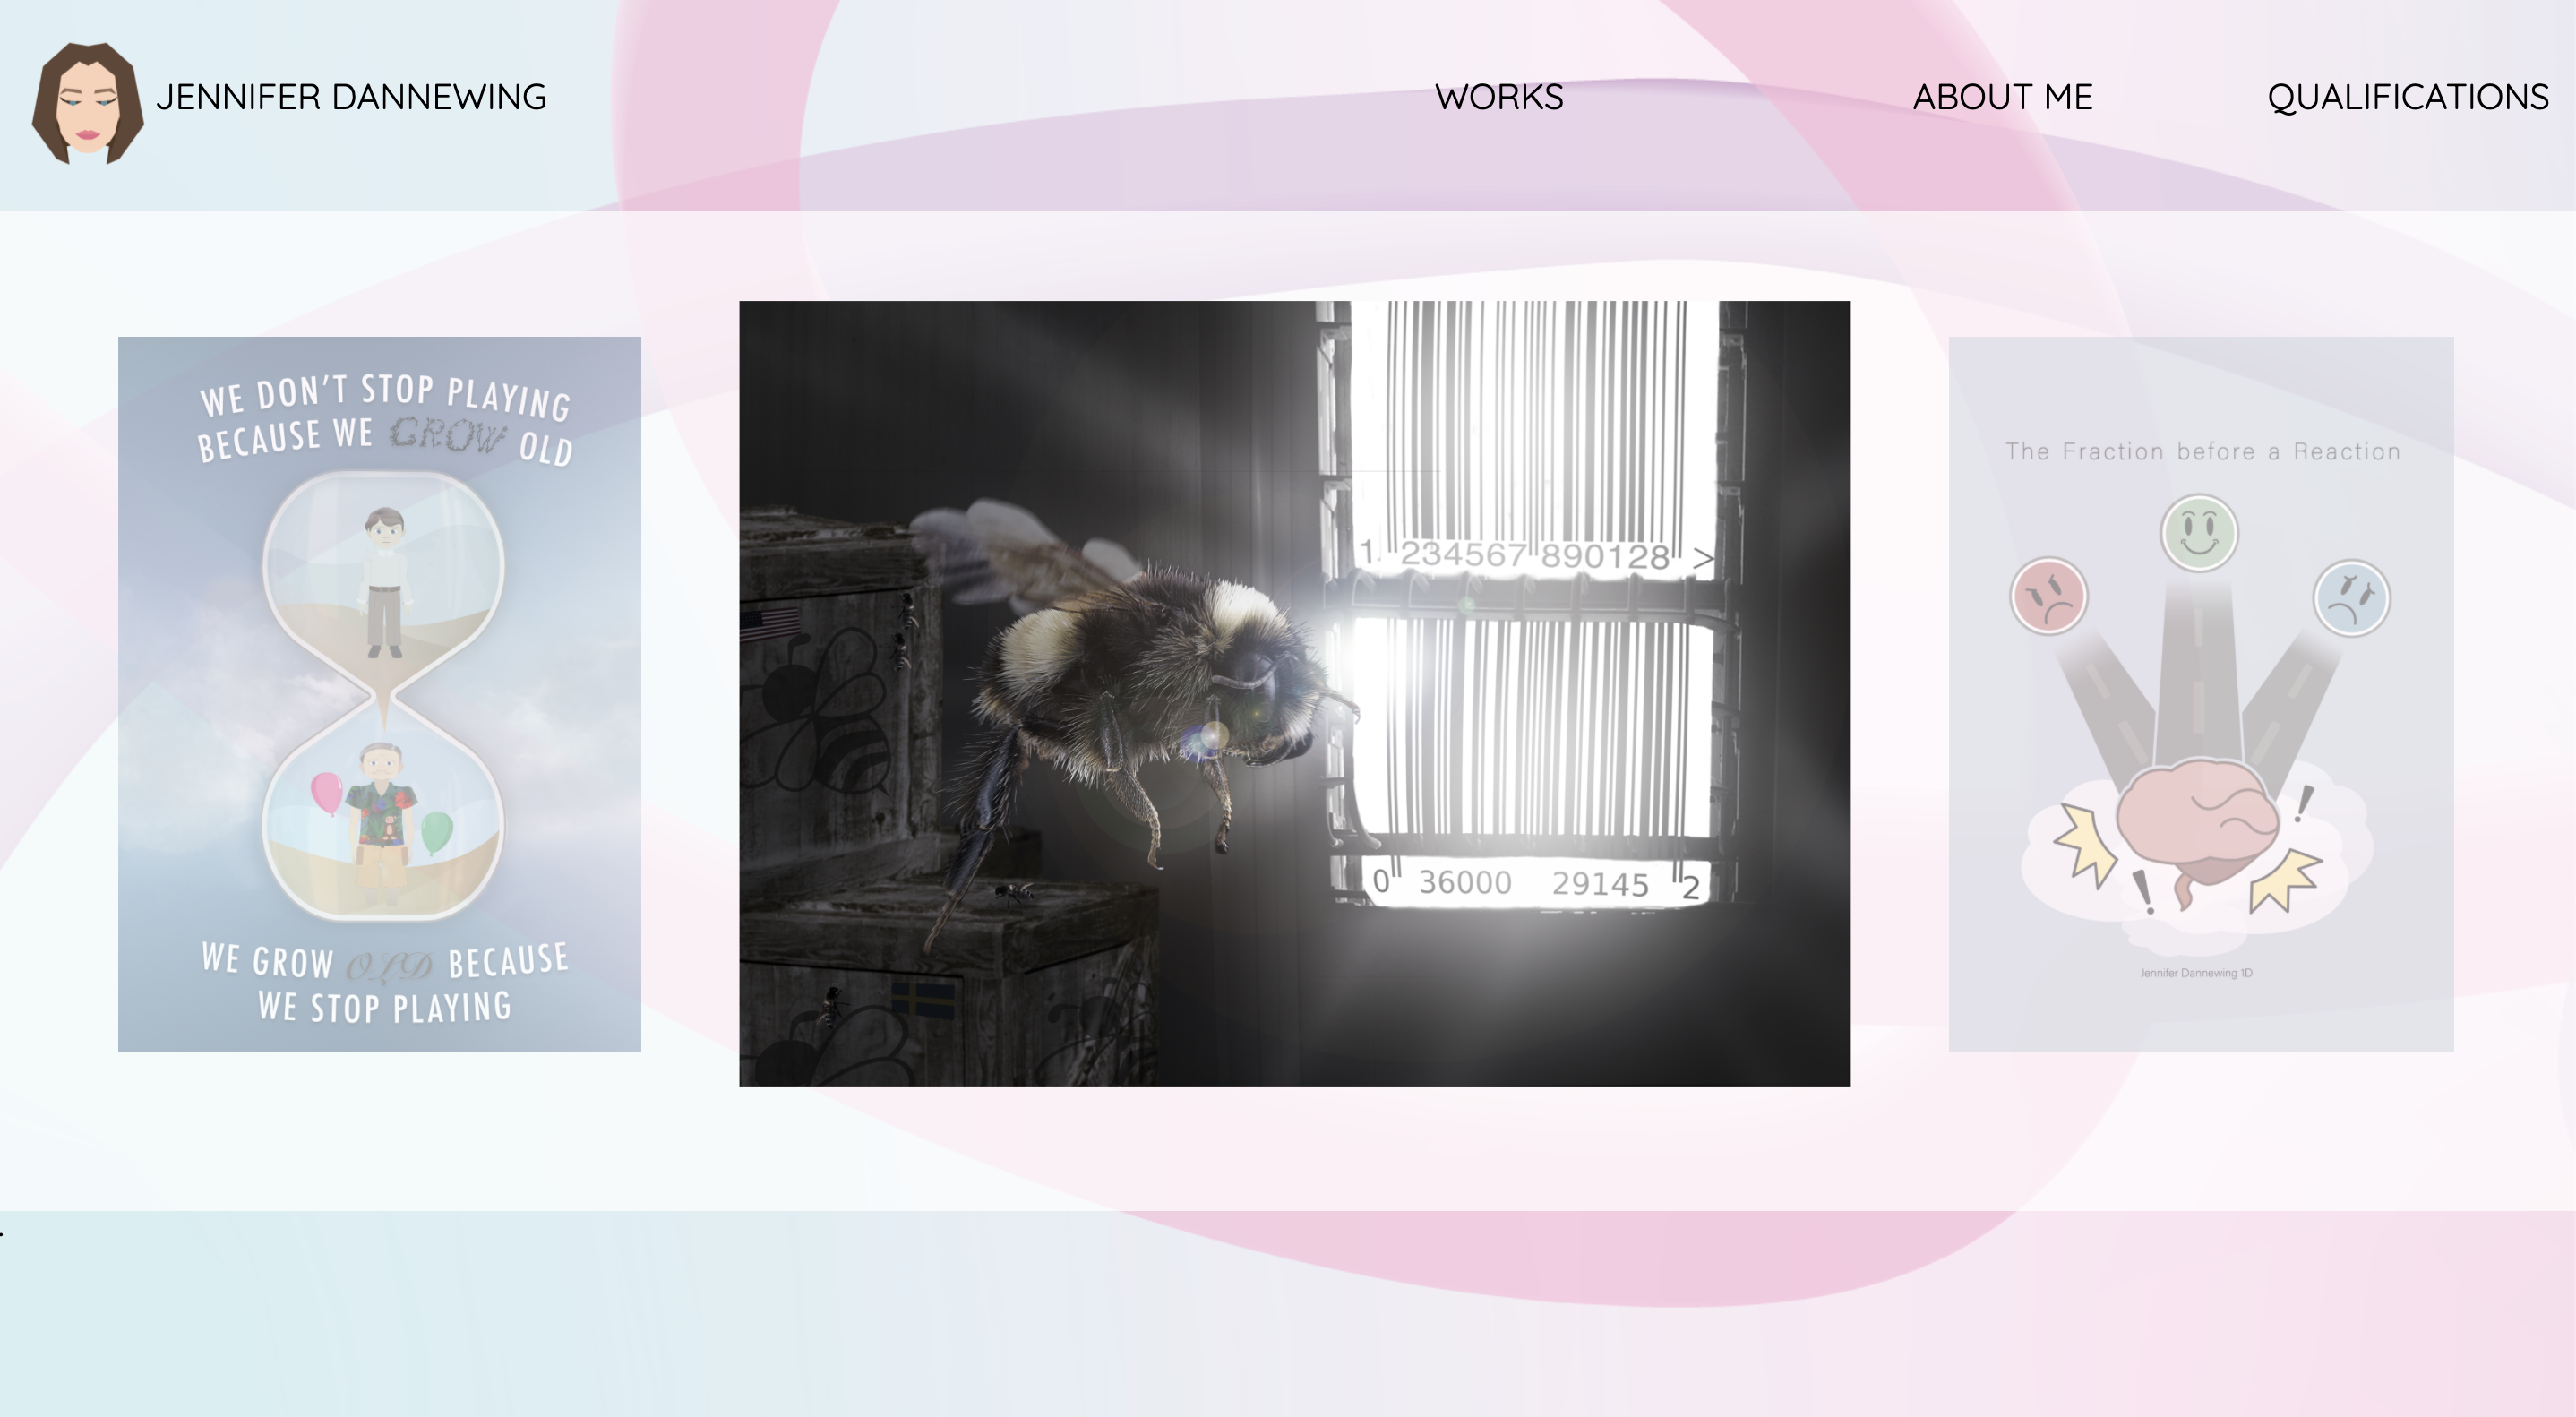 JENNIFER DANNEWING
WORKS
ABOUT ME
QUALIFICATIONS
WE DON'T STOP PLAYING
BECAUSE WE GROW OLD
WE GROW OLD BECAUSE
WE STOP PLAYING
1 234567 890128 >
0 36000 29145 2
The Fraction before a Reaction
! !
Jennifer Dannewing 1D
.